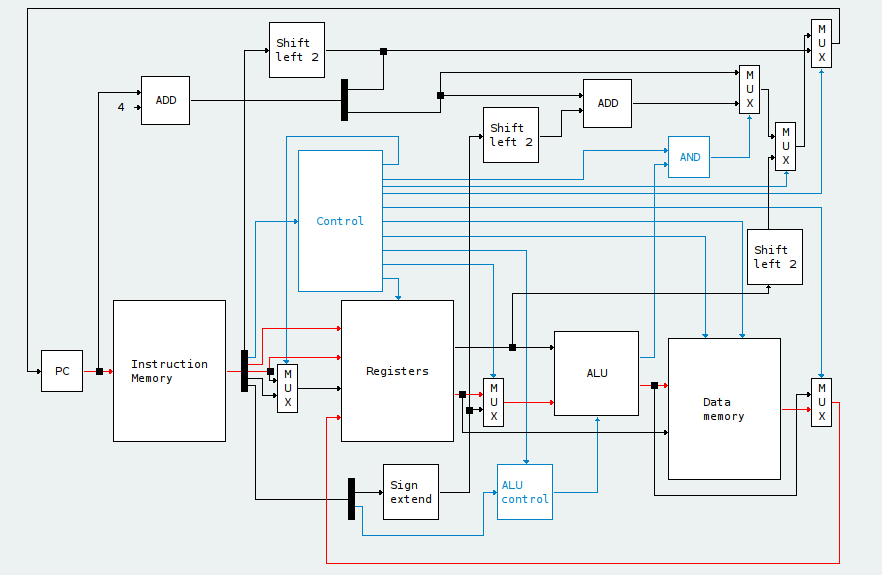 Shift
left 2
M
U
X
4
ADD
M
U
X
ADD
Shift
left 2
M
U
X
AND
Control
Shift
left 2
PC
Instruction
Memory
M
U
X
Registers
M
U
X
ALU
Data
memory
M
U
X
Sign
extend
ALU
control